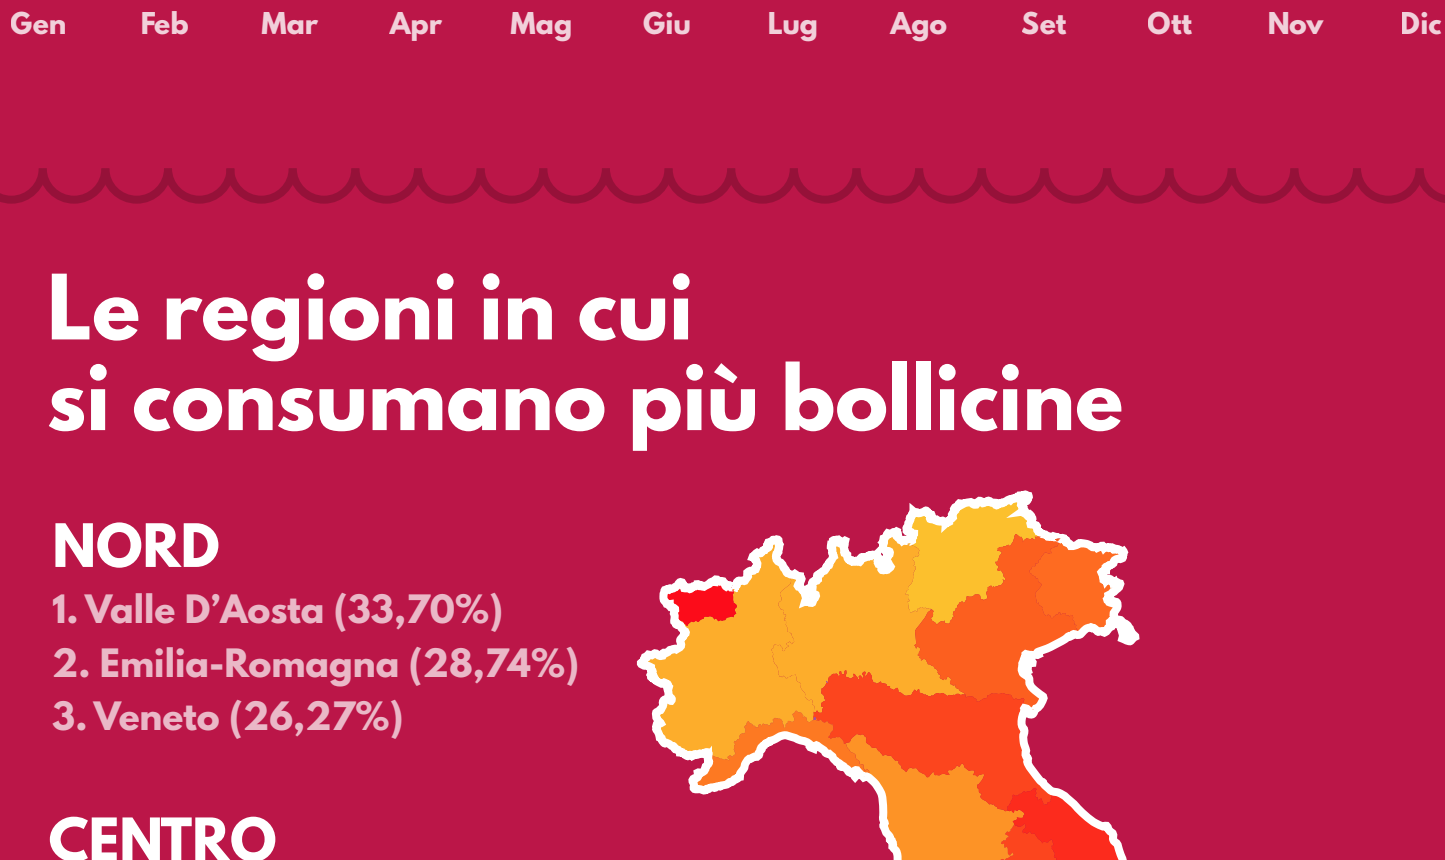 Gen Feb Mar Apr Mag Giu Lug Ago Set Ott Nov Dic
Le regioni in cui
si consumano più bollicine
NORD
1. Valle D’Aosta (33,70%)
2. Emilia-Romagna (28,74%)
3. Veneto (26,27%)
CENTRO